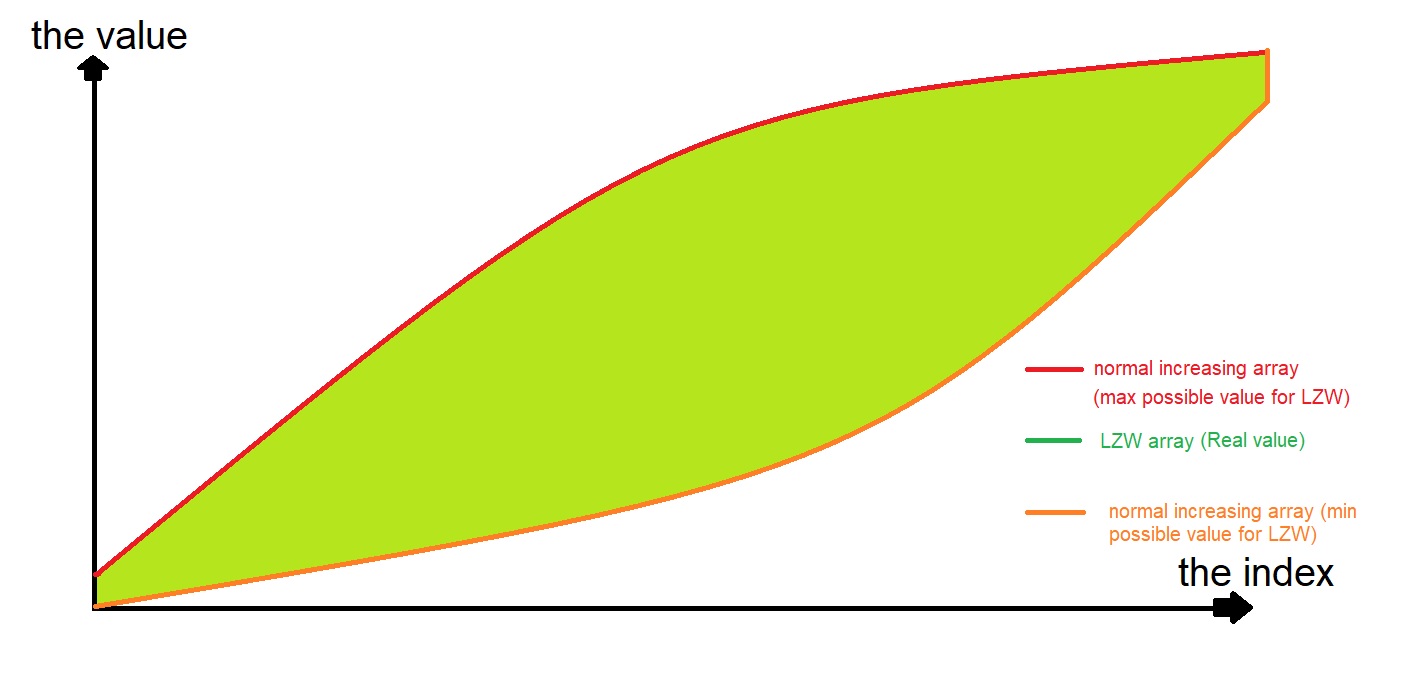 the value
normal increasing array
(max possible value for LZW)
LZW array (Real value)
normal increasing array (min
possible value for LZW)
the index